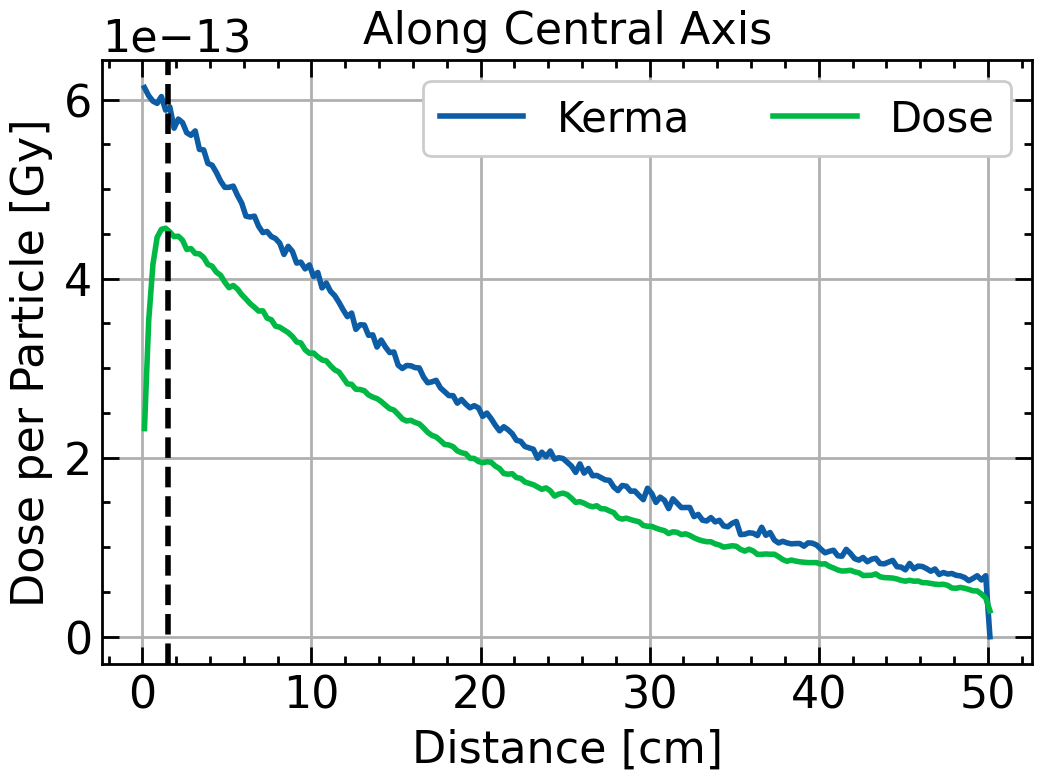 Along Central Axis
1e−13
Kerma Dose
Dose per Particle [Gy]
6
4
2
0
0 10 20 30 40 50
Distance [cm]